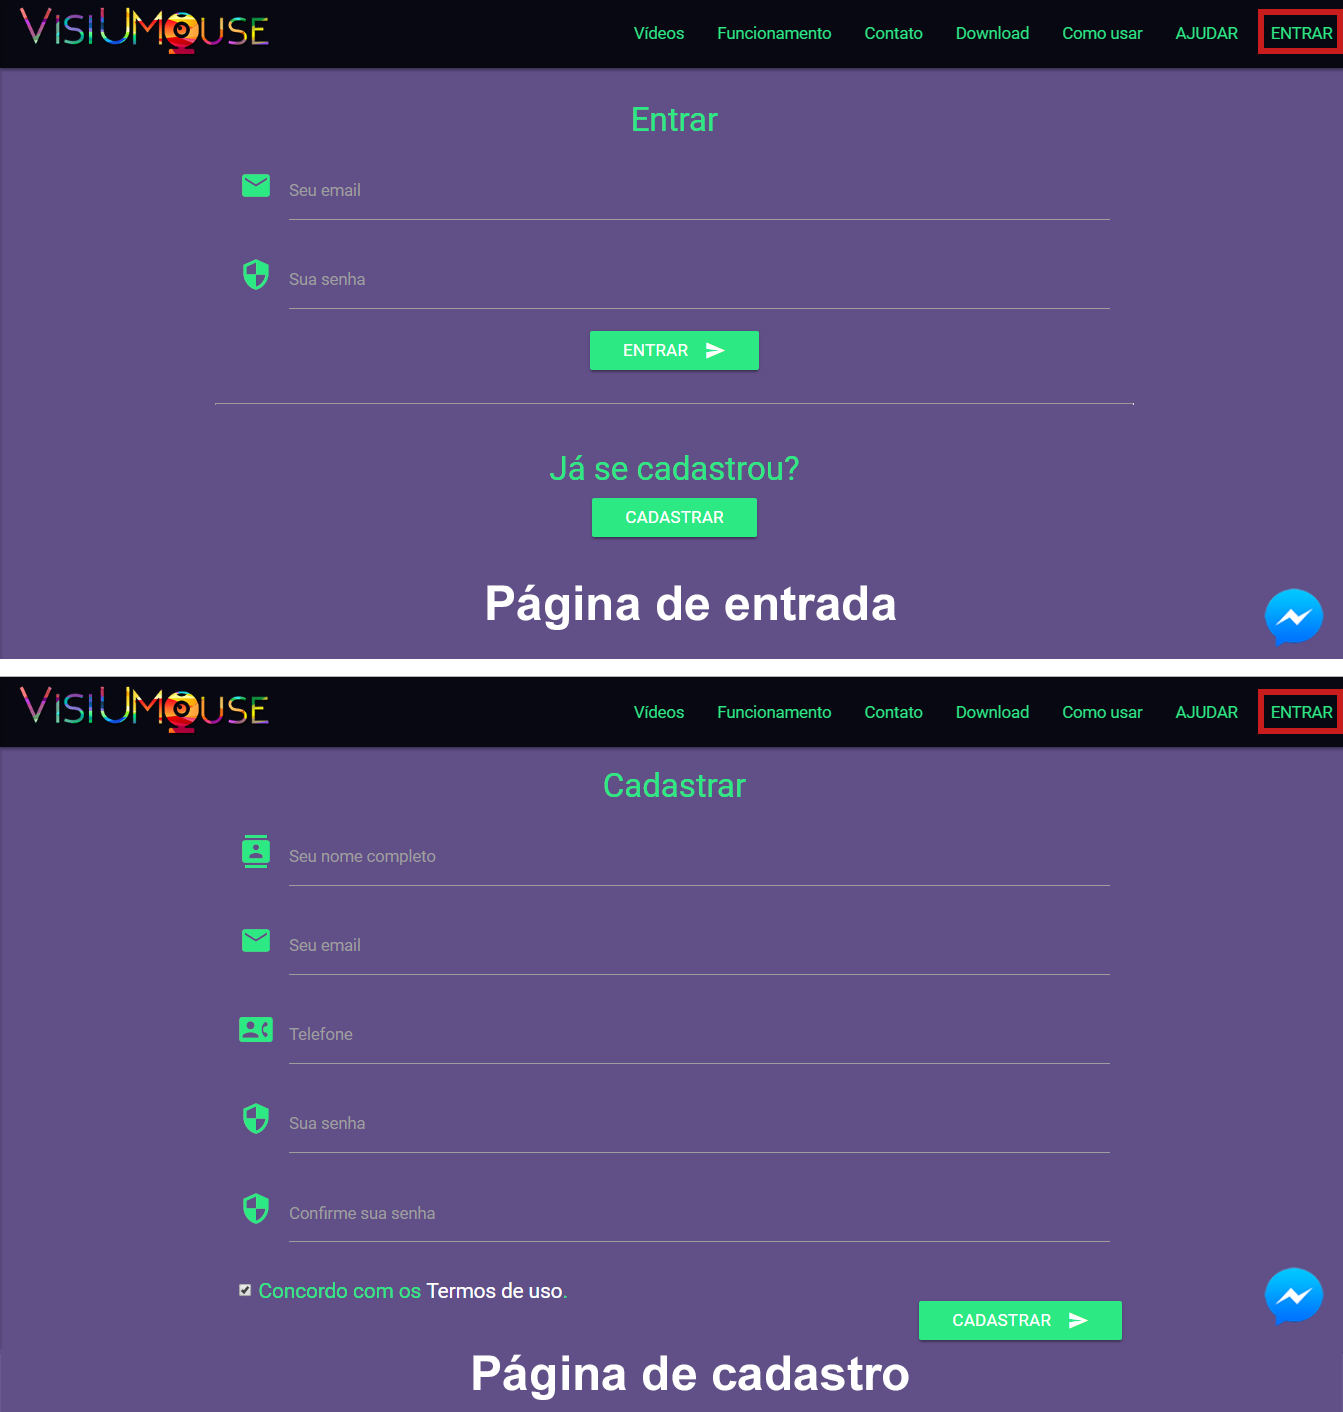 VISIUMOUSE
Vídeos Funcionamento Contato Download Como usar AJUDAR ENTRAR
Entrar
Seu email
Sua senha
ENTRAR
Já se cadastrou?
CADASTRAR
Página de entrada
VISIUMOUSE
Vídeos Funcionamento Contato Download Como usar AJUDAR ENTRAR
Cadastrar
Seu nome completo
Seu email
Telefone
Sua senha
Confirme sua senha
Concordo com os Termos de uso.
CADASTRAR
Página de cadastro